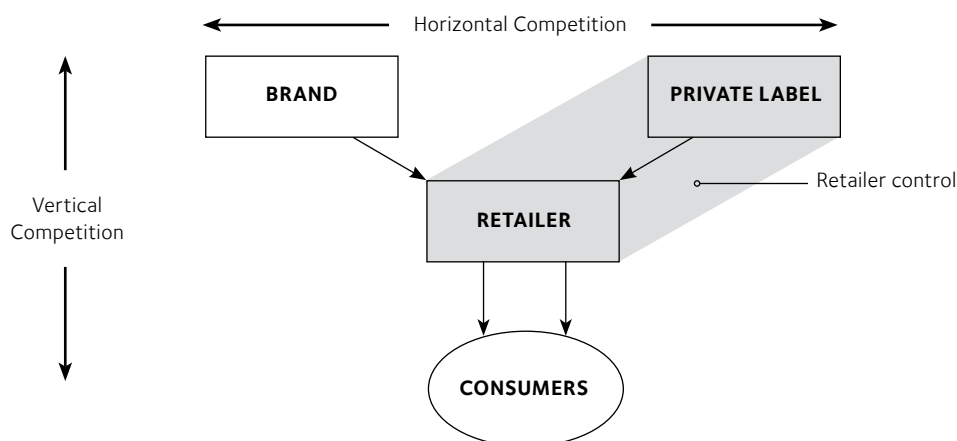 Horizontal Competition
BRAND
PRIVATE LABEL
Retailer control
Vertical
Competition
RETAILER
CONSUMERS